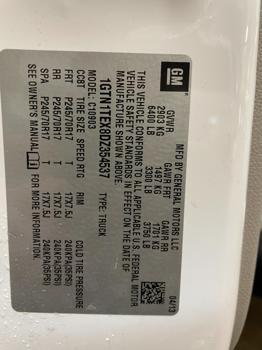 GM
MFD BY GENERAL MOTORS LLC
GVWR GAWR FRT GAWR RR
2903 KG 1497 KG 1701 KG
6400 LB 3300 LB 3750 LB
04/13
THIS VEHICLE CONFORMS TO ALL APPLICABLE U.S. FEDERAL MOTOR
VEHICLE SAFETY STANDARDS IN EFFECT ON THE DATE OF
MANUFACTURE SHOWN ABOVE.
1GTN1TEX8DZ354537 TYPE: TRUCK
MODEL: C10903
CCBT TIRE SIZE SPEED RTG RIM COLD TIRE PRESSURE
FRT P245/70R17 T 17X7.5J 240KPA(35PSI)
RR P245/70R17 T 17X7.5J 240KPA(35PSI)
SPA P245/70R17 T 17X7.5J 240KPA(35PSI)
SEE OWNER'S MANUAL